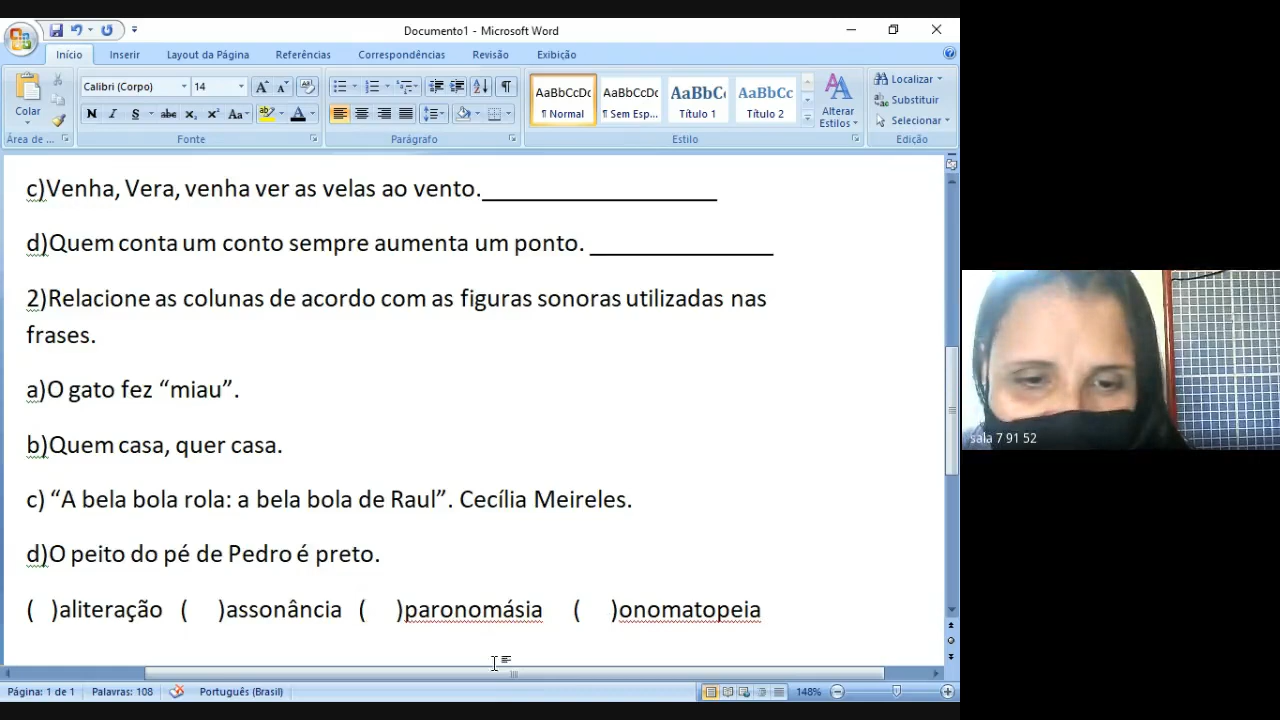 Documento1 - Microsoft Word
Início Inserir Layout da Página Referências Correspondências Revisão Exibição
Calibri (Corpo) 14
AaBbCcDc AaBbCcDc AaBbC AaBbCc
Localizar
Substituir
Selecionar
Colar
N I S abc x₂ x² Aa
¶ Normal ¶ Sem Esp... Título 1 Título 2
Alterar Estilos
Área de ... Fonte Parágrafo Estilo Edição
c)Venha, Vera, venha ver as velas ao vento.____________________
d)Quem conta um conto sempre aumenta um ponto. ________________
2)Relacione as colunas de acordo com as figuras sonoras utilizadas nas
frases.
a)O gato fez “miau”.
b)Quem casa, quer casa.
c) “A bela bola rola: a bela bola de Raul”. Cecília Meireles.
d)O peito do pé de Pedro é preto.
( )aliteração ( )assonância ( )paronomásia ( )onomatopeia
sala 7 91 52
Página: 1 de 1 Palavras: 108 Português (Brasil) 148%